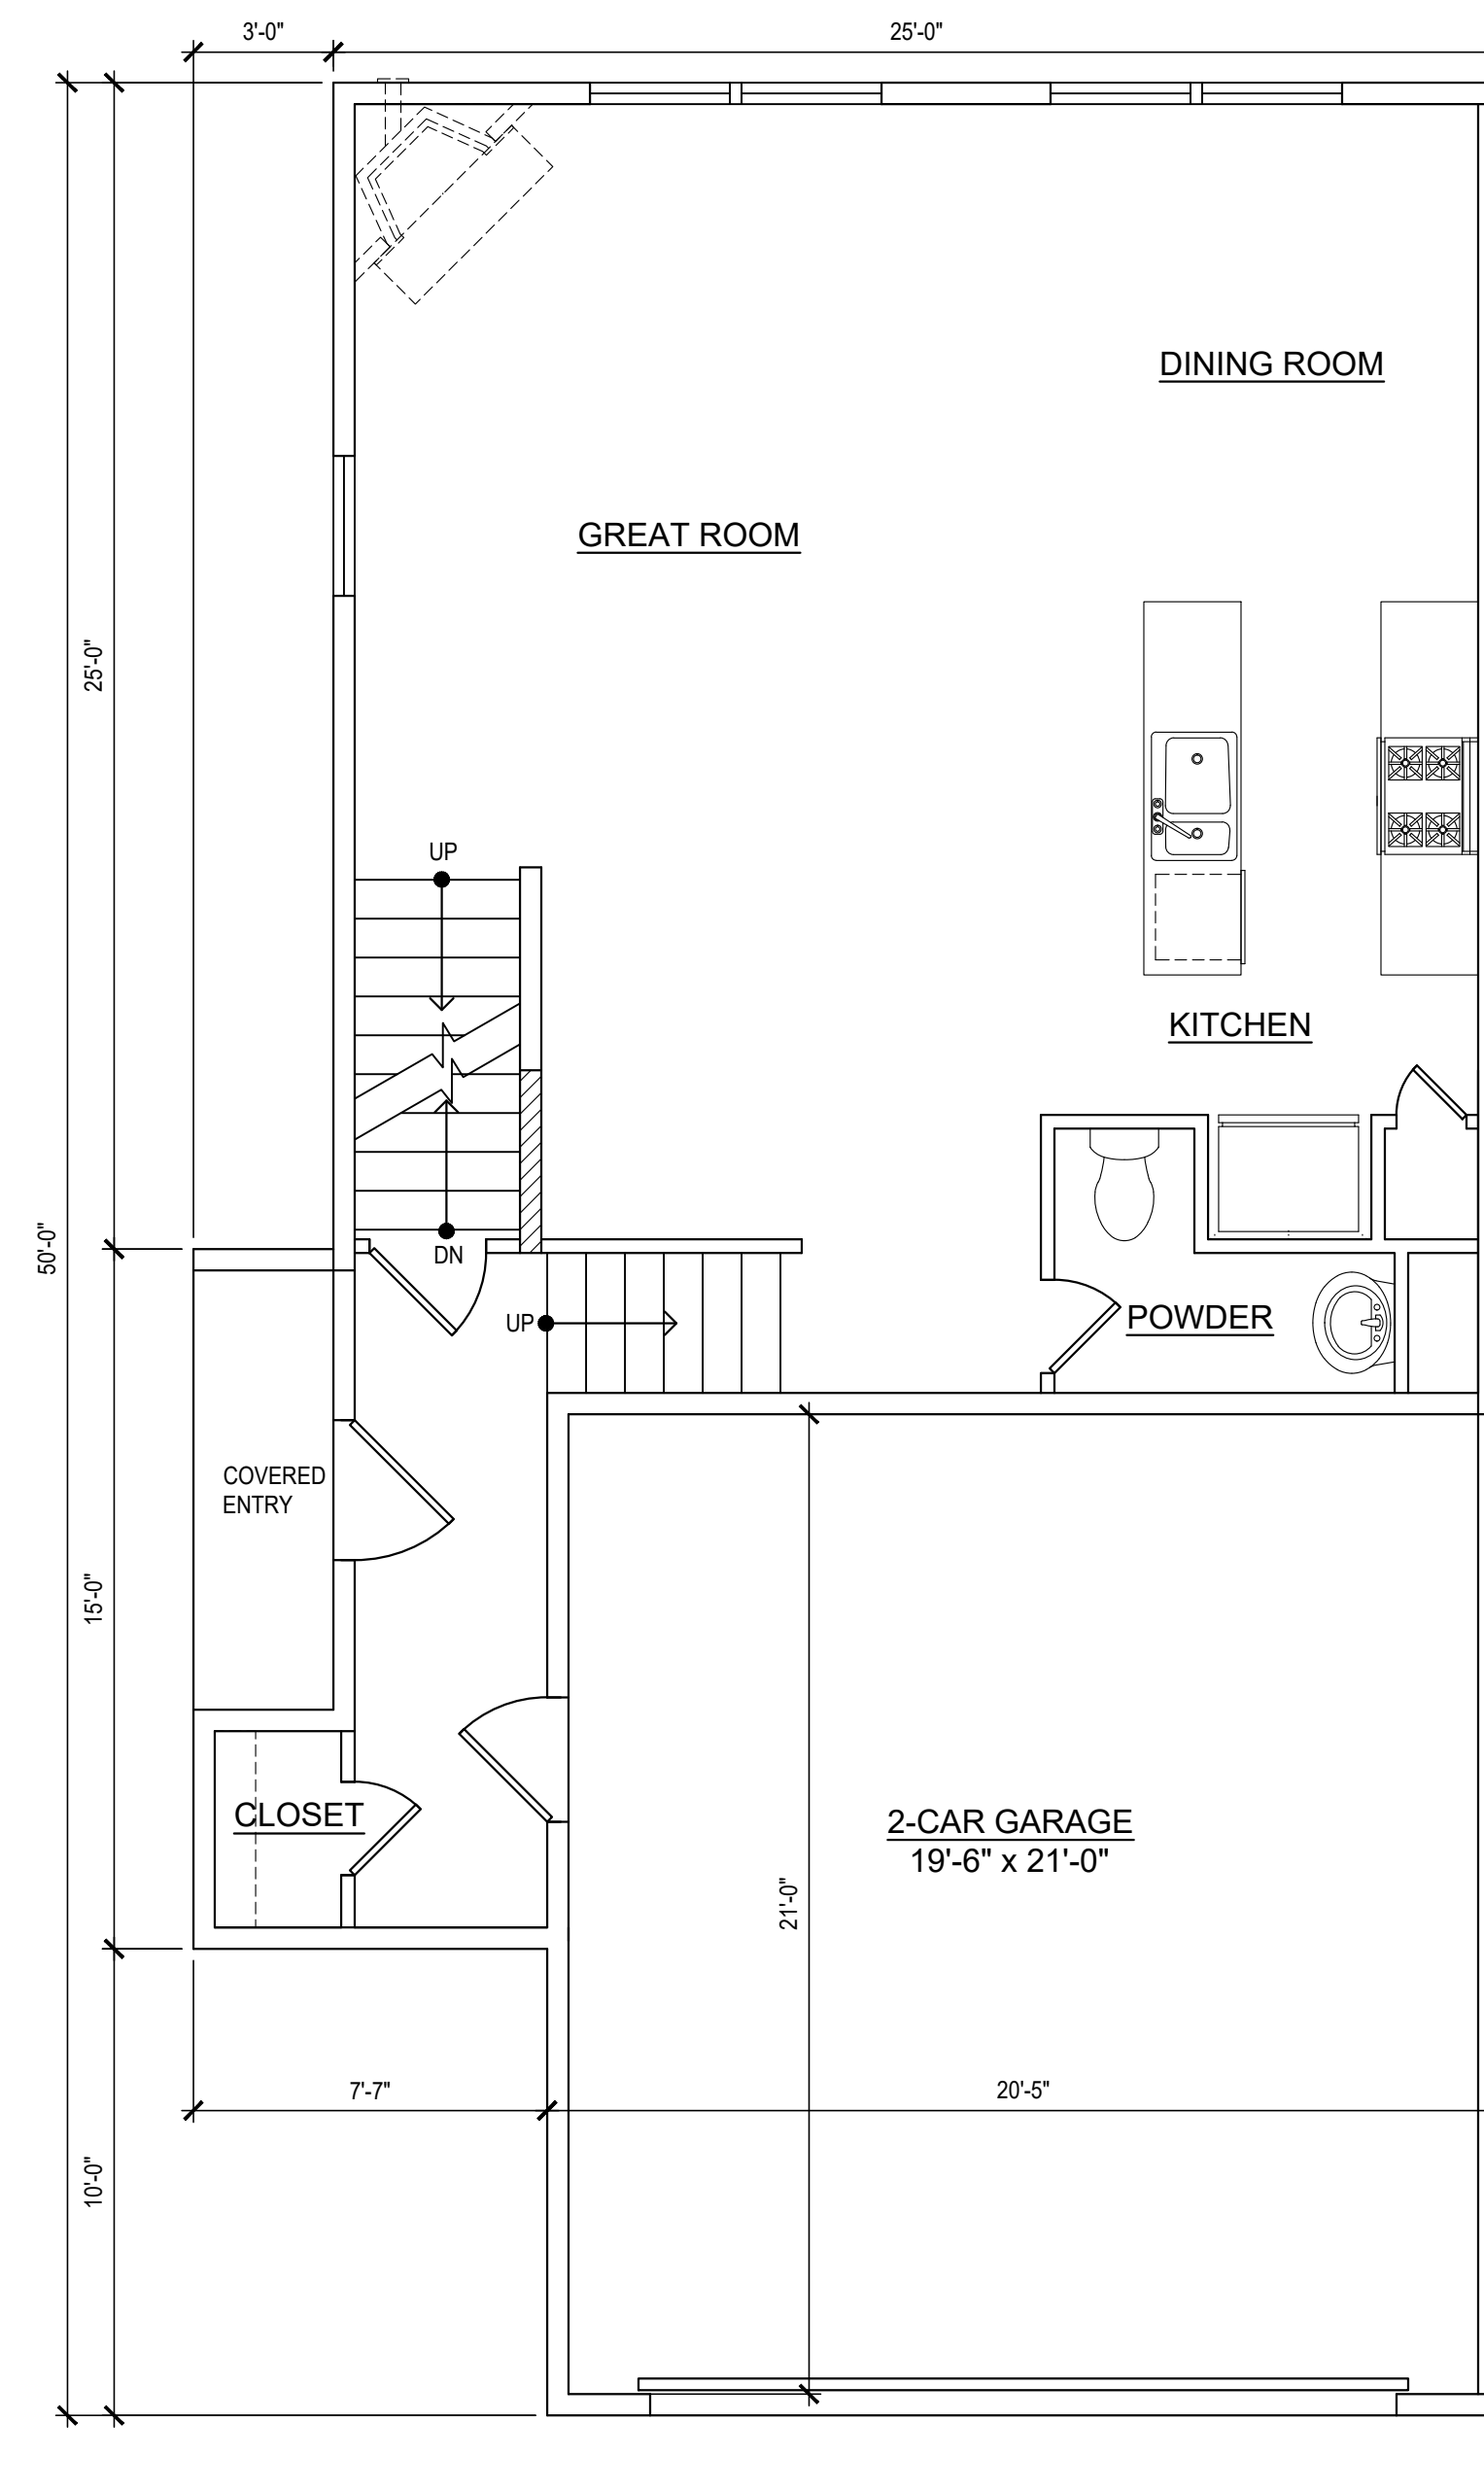 3'-0"
25'-0"
DINING ROOM
GREAT ROOM
25'-0"
UP
KITCHEN
50'-0"
DN
UP
POWDER
COVERED
ENTRY
15'-0"
CLOSET
2-CAR GARAGE
19'-6" x 21'-0"
21'-0"
7'-7"
20'-5"
10'-0"